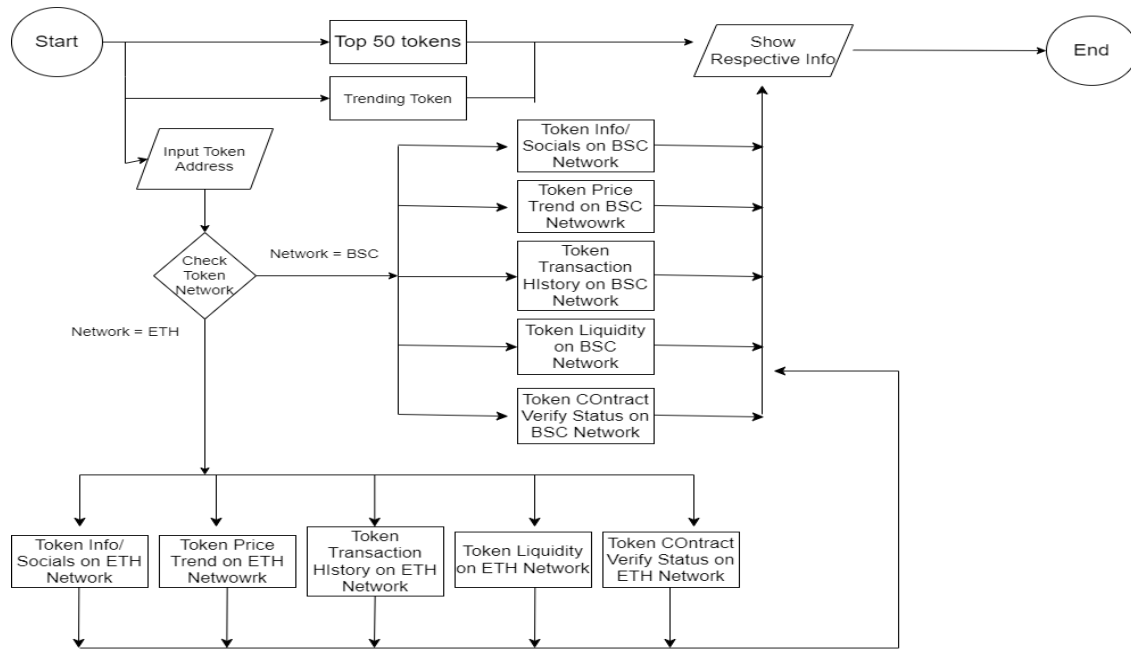 Start
Top 50 tokens
Show
Respective Info
End
Trending Token
Input Token
Address
Token Info/
Socials on BSC
Network
Token Price
Trend on BSC
Netwowrk
Check
Token
Network
Network = BSC
Token
Transaction
HIstory on BSC
Network
Network = ETH
Token Liquidity
on BSC
Network
Token COntract
Verify Status on
BSC Network
Token Info/
Socials on ETH
Network
Token Price
Trend on ETH
Netwowrk
Token
Transaction
HIstory on ETH
Network
Token Liquidity
on ETH Network
Token COntract
Verify Status on
ETH Network